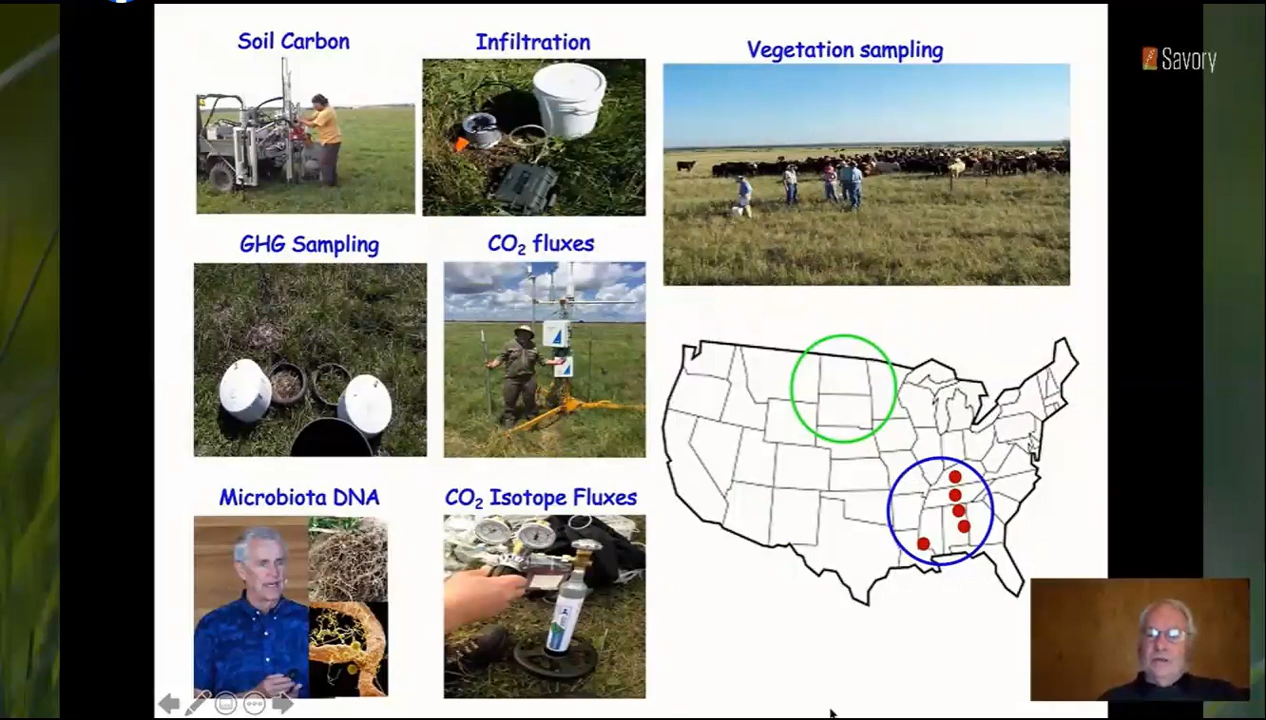 Soil Carbon
Infiltration
Vegetation sampling
Savory
GHG Sampling
CO₂ fluxes
Microbiota DNA
CO₂ Isotope Fluxes